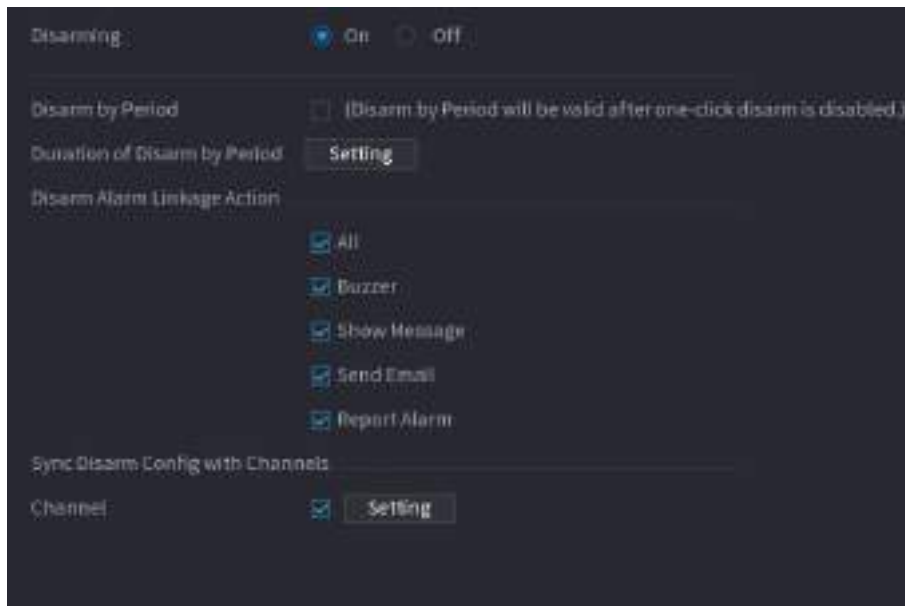 Disarming On Off
Disarm by Period (Disarm by Period will be valid after one-click disarm is disabled.)
Duration of Disarm by Period Setting
Disarm Alarm Linkage Action
All
Buzzer
Show Message
Send Email
Report Alarm
Sync Disarm Config with Channels
Channel Setting